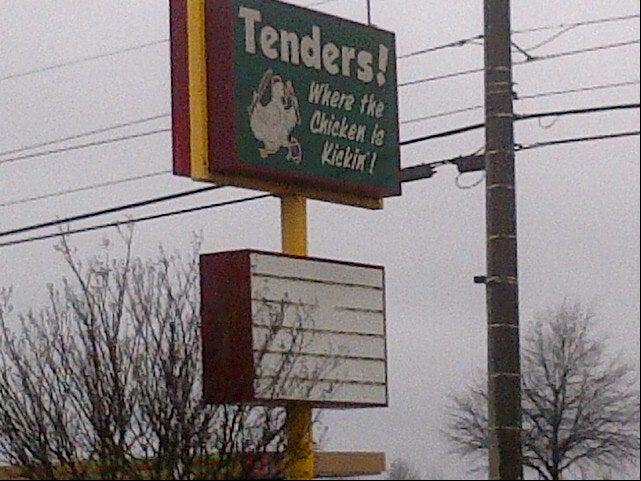 Tenders!
Where the
Chicken is
Kickin'!